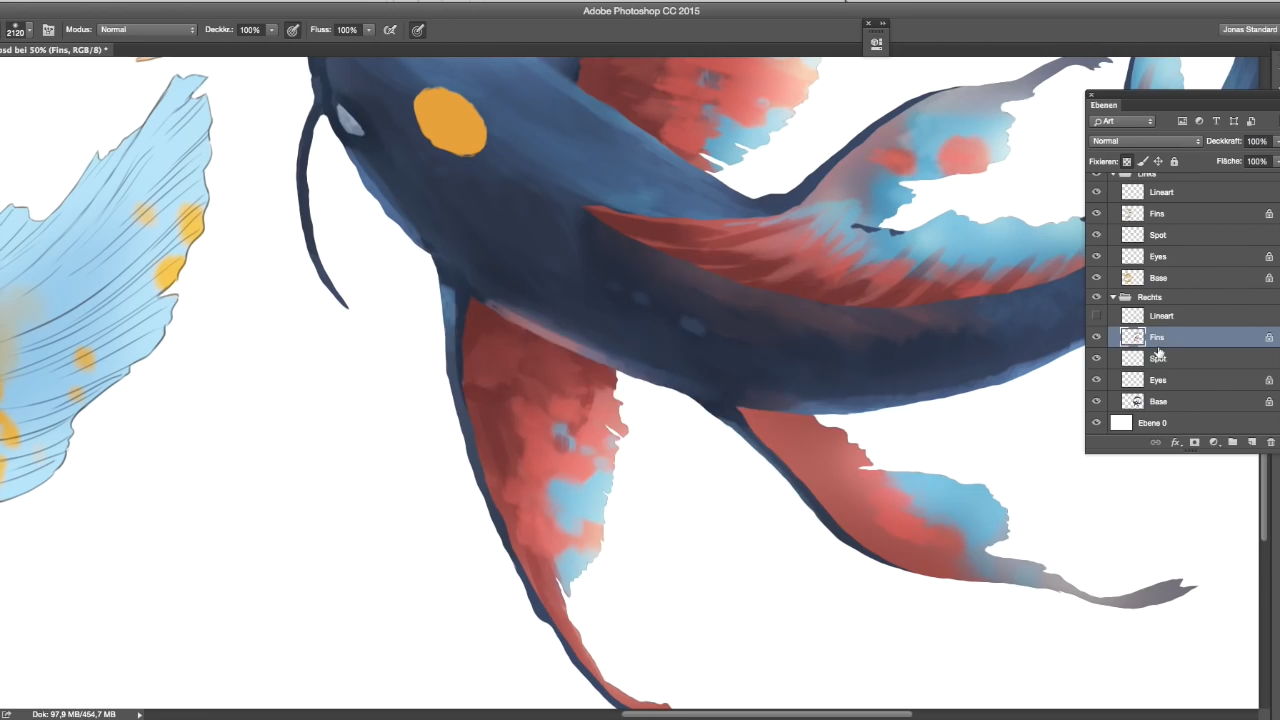 Adobe Photoshop CC 2015
2120 Modus: Normal Deckkr.: 100% Fluss: 100% Jonas Standard
psd bei 50% (Fins, RGB/8) *
Ebenen
Art
Normal Deckkraft: 100%
Fixieren: Fläche: 100%
Links
Lineart
Fins
Spot
Eyes
Base
Rechts
Lineart
Fins
Spot
Eyes
Base
Ebene 0
fx
Dok: 97,9 MB/454,7 MB